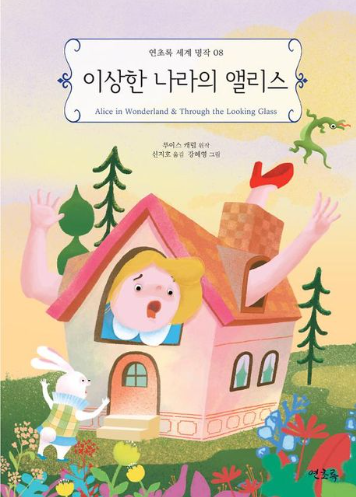 연초록 세계 명작 08
이상한 나라의 앨리스
Alice in Wonderland & Through the Looking Glass
루이스 캐럴 원작
신지호 옮김 강혜영 그림
연초록